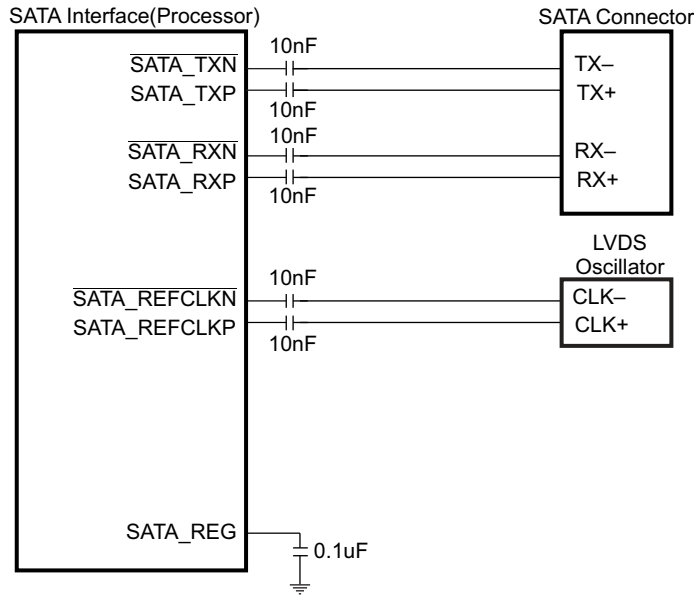 SATA Interface(Processor)
SATA Connector
SATA_TXN
10nF
TX–
SATA_TXP
10nF
TX+
SATA_RXN
10nF
RX–
SATA_RXP
10nF
RX+
LVDS
Oscillator
SATA_REFCLKN
10nF
CLK–
SATA_REFCLKP
10nF
CLK+
SATA_REG
0.1uF